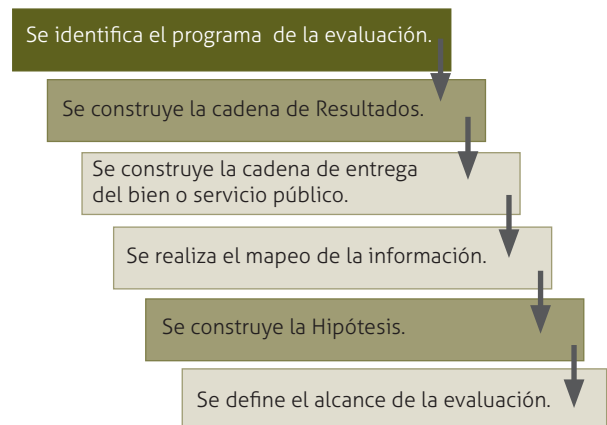 Se identifica el programa de la evaluación.
Se construye la cadena de Resultados.
Se construye la cadena de entrega
del bien o servicio público.
Se realiza el mapeo de la información.
Se construye la Hipótesis.
Se define el alcance de la evaluación.